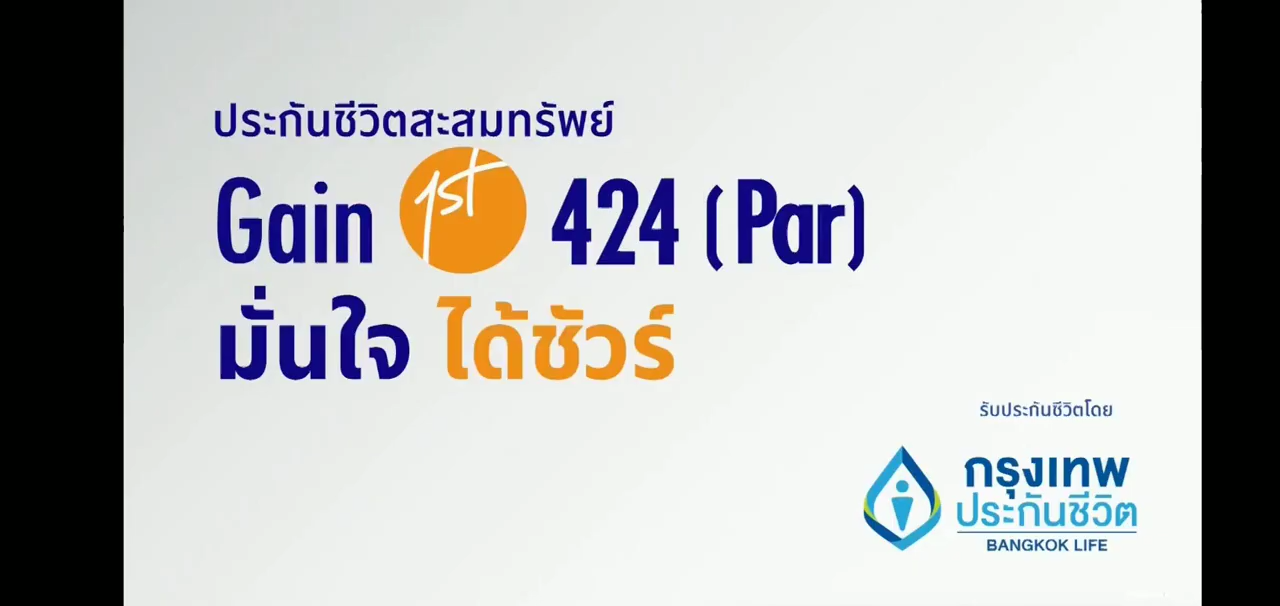 ประกันชีวิตสะสมทรัพย์
Gain 1st 424 (Par)
มั่นใจ ได้ชัวร์
รับประกันชีวิตโดย
กรุงเทพ
ประกันชีวิต
BANGKOK LIFE